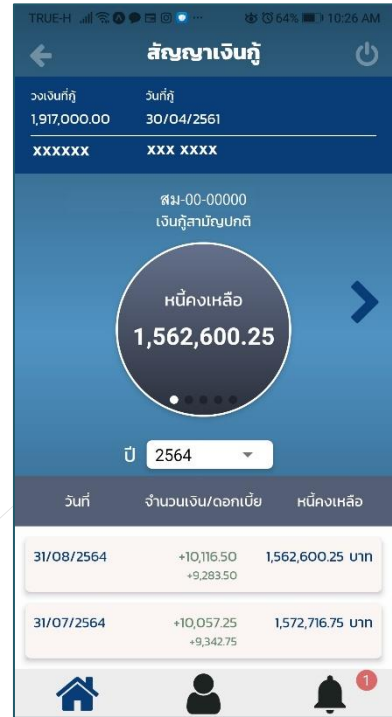 TRUE-H 64% 10:26 AM
สัญญาเงินกู้
วงเงินที่กู้ วันที่กู้
1,917,000.00 30/04/2561
xxxxxx xxx xxxx
สม-00-00000
เงินกู้สามัญปกติ
หนี้คงเหลือ
1,562,600.25
ปี 2564
วันที่ จำนวนเงิน/ดอกเบี้ย หนี้คงเหลือ
31/08/2564 +10,116.50 1,562,600.25 บาท
+9,283.50
31/07/2564 +10,057.25 1,572,716.75 บาท
+9,342.75
1